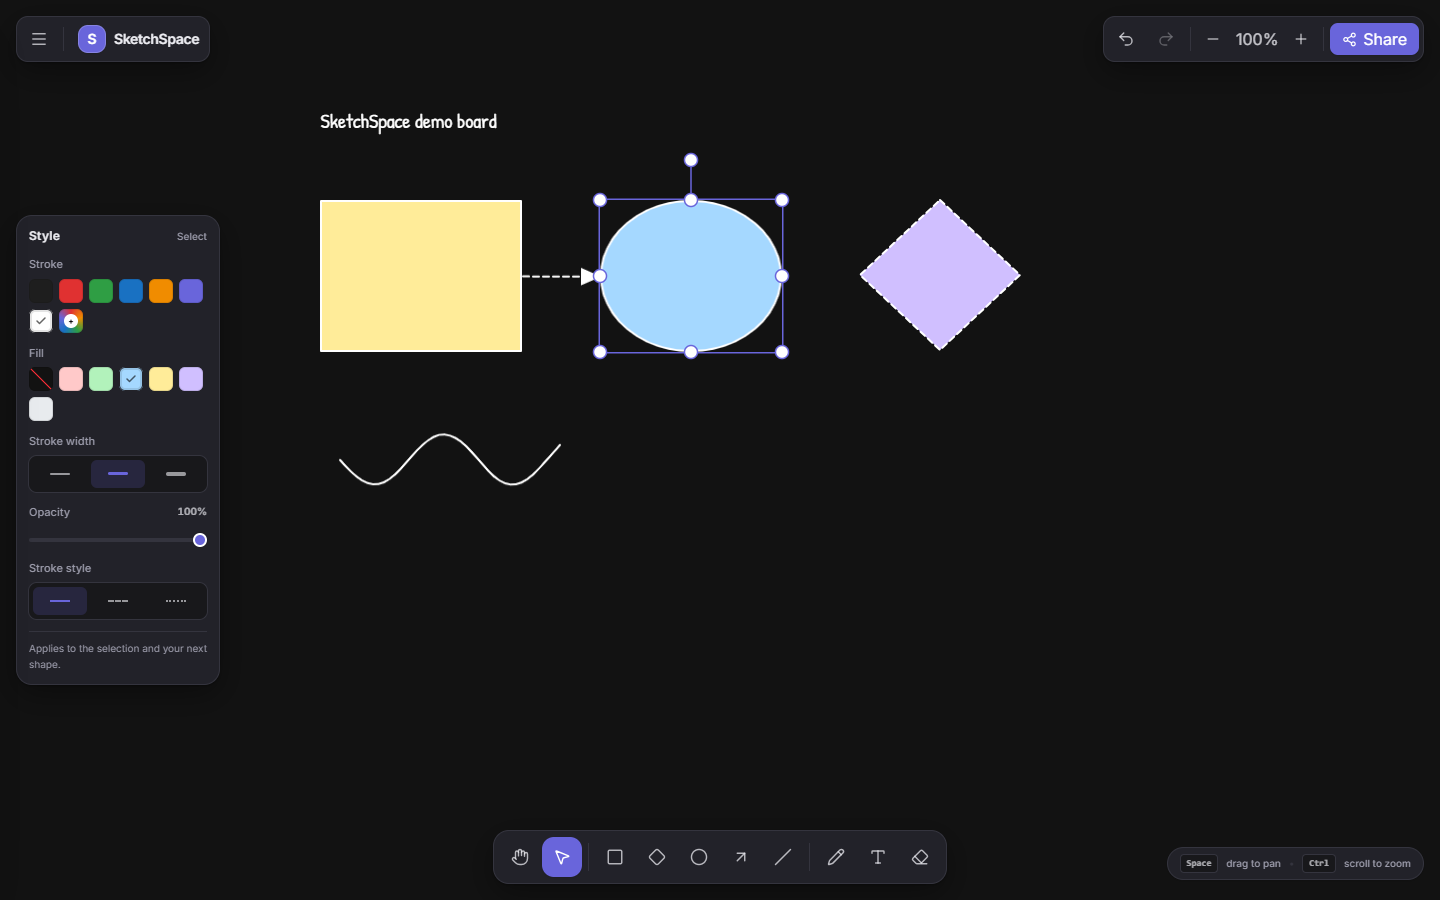 S SketchSpace
100%
Share
SketchSpace demo board
Style
Select
Stroke
Fill
Stroke width
Opacity
100%
Stroke style
Applies to the selection and your next
shape.
Space drag to pan · Ctrl scroll to zoom